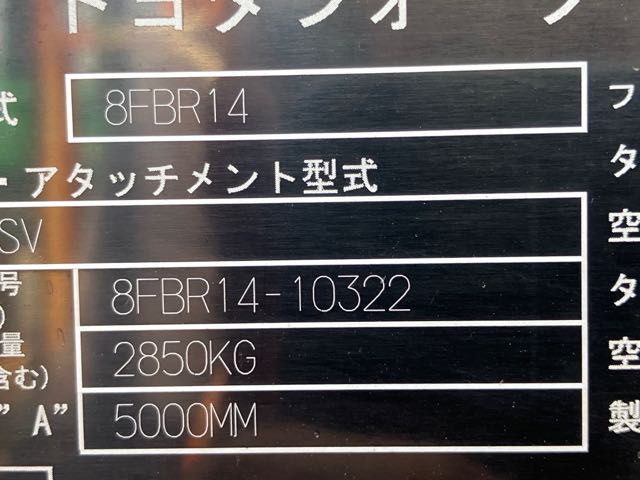 トヨタフォーク
式 8FBR14 フ
・アタッチメント型式 タ
SV 空
号 8FBR14-10322 タ
)
量 2850KG 空
含む)
" A" 5000MM 製